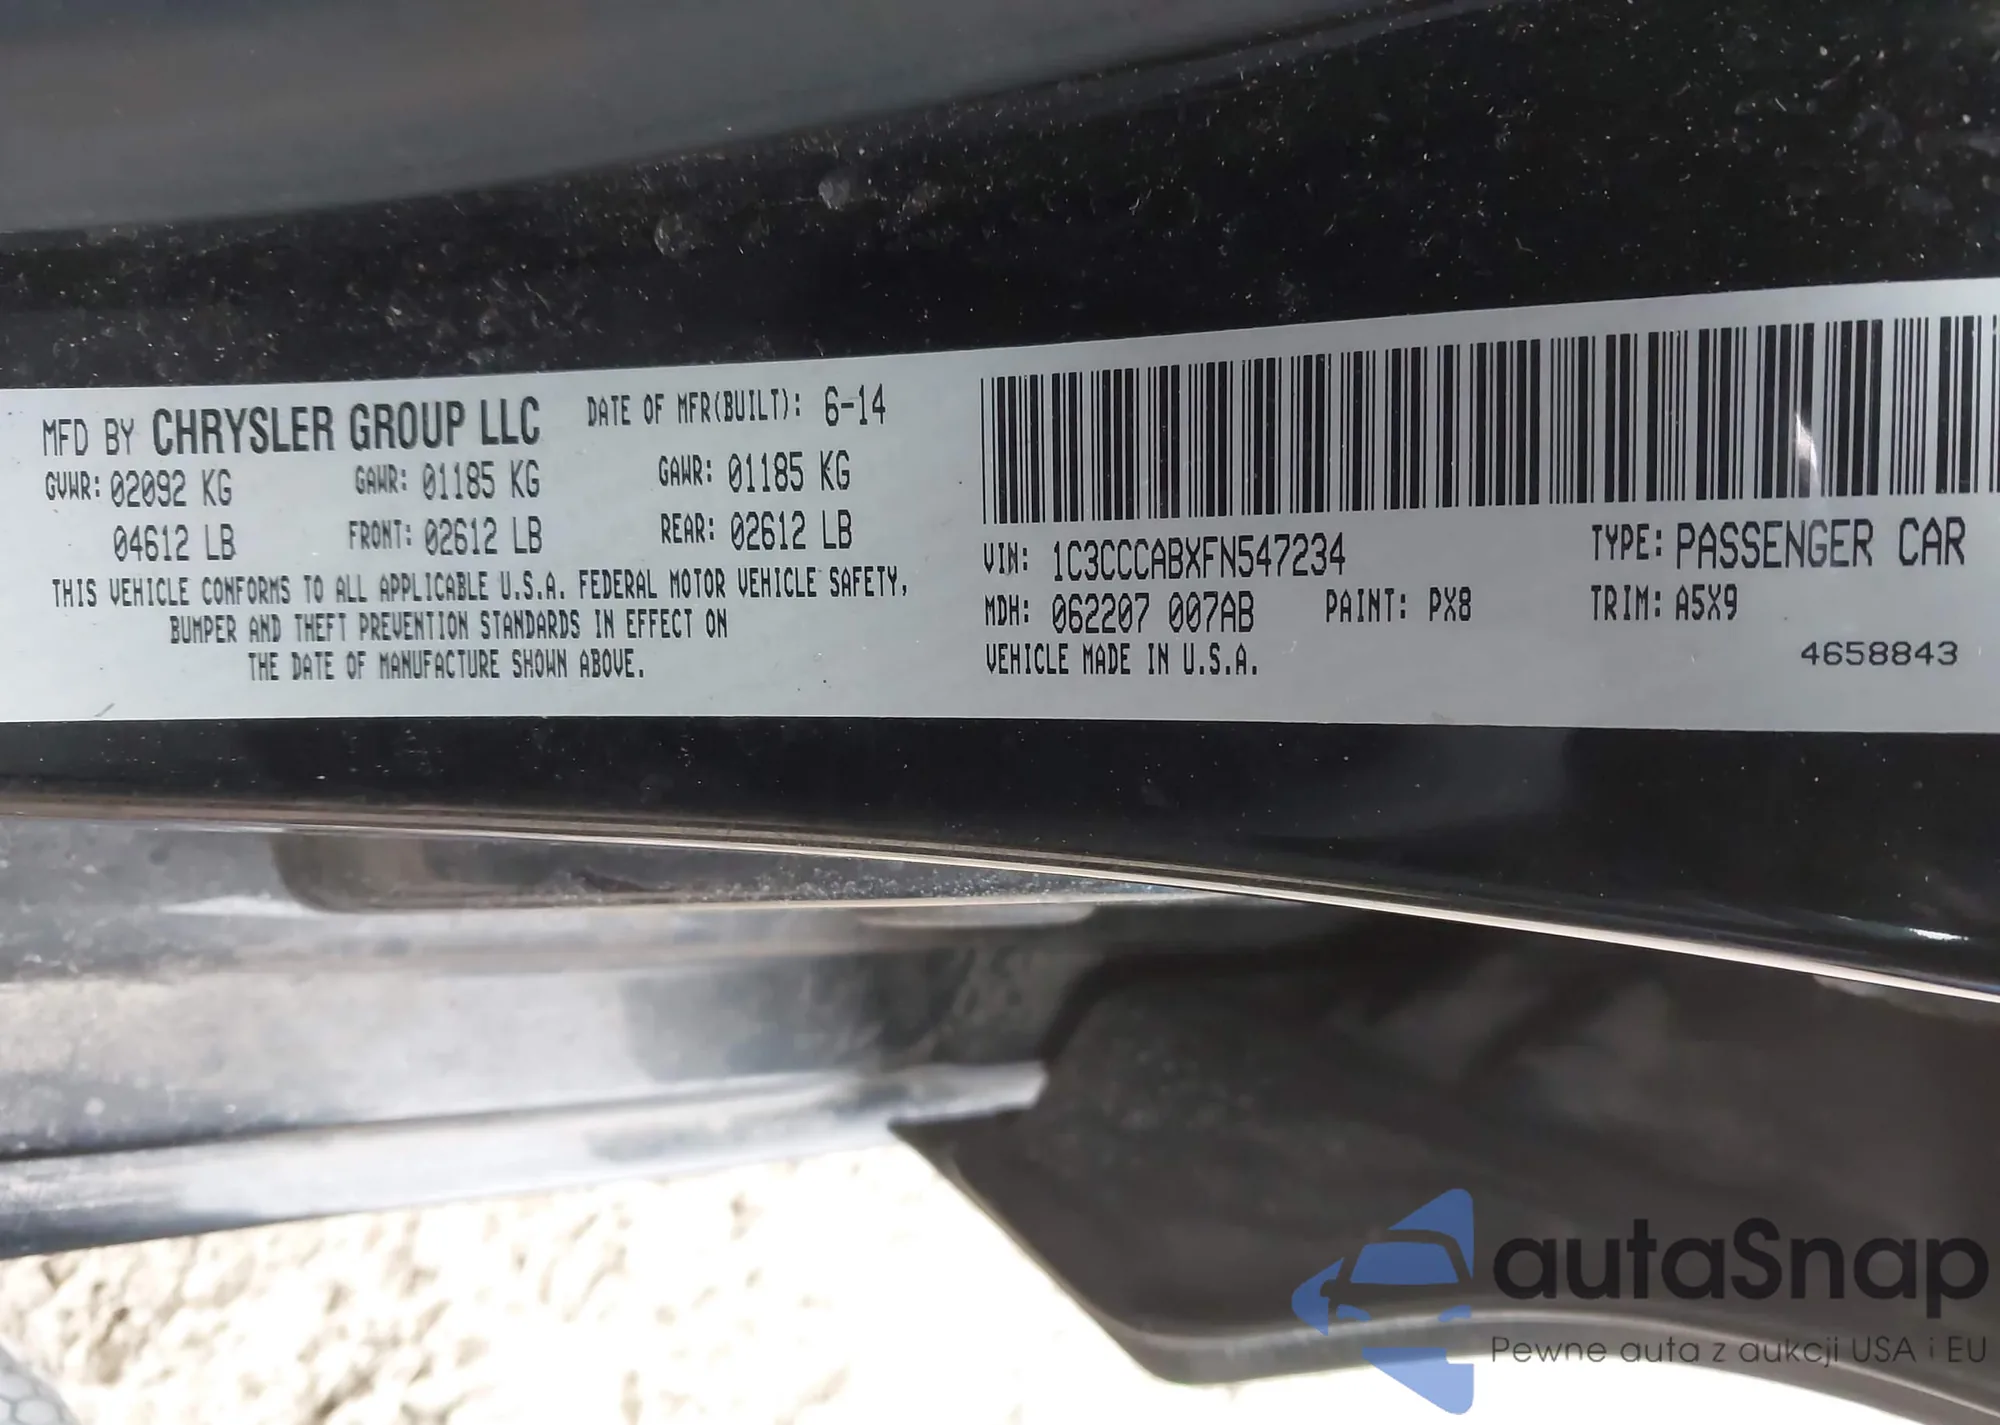 MFD BY CHRYSLER GROUP LLC DATE OF MFR(BUILT): 6-14
GVWR: 02092 KG GAWR: 01185 KG GAWR: 01185 KG
04612 LB FRONT: 02612 LB REAR: 02612 LB
THIS VEHICLE CONFORMS TO ALL APPLICABLE U.S.A. FEDERAL MOTOR VEHICLE SAFETY,
BUMPER AND THEFT PREVENTION STANDARDS IN EFFECT ON
THE DATE OF MANUFACTURE SHOWN ABOVE.
VIN: 1C3CCCABXFN547234 TYPE: PASSENGER CAR
MDH: 062207 007AB PAINT: PX8 TRIM: A5X9
VEHICLE MADE IN U.S.A. 4658843
autaSnap
Pewne auta z aukcji USA i EU